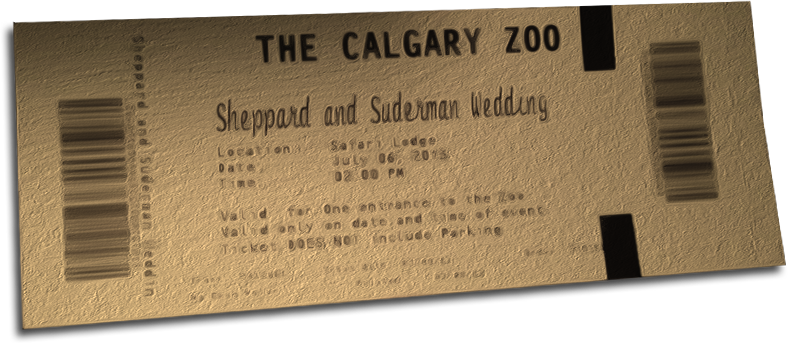 THE CALGARY ZOO
Sheppard and Suderman Wedding
Location: Safari Lodge
Date, July 06, 2013
Time, 02:00 PM
Valid for One entrance to the Zoo
Valid only on date and time of event
Ticket DOES NOT include Parking
Sheppard and Suderman Weddin